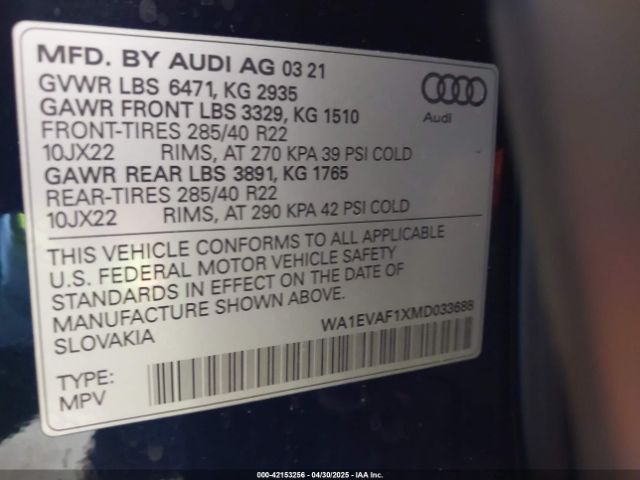 MFD. BY AUDI AG 03 21
GVWR LBS 6471, KG 2935
GAWR FRONT LBS 3329, KG 1510
FRONT-TIRES 285/40 R22
10JX22 RIMS, AT 270 KPA 39 PSI COLD
GAWR REAR LBS 3891, KG 1765
REAR-TIRES 285/40 R22
10JX22 RIMS, AT 290 KPA 42 PSI COLD
Audi
THIS VEHICLE CONFORMS TO ALL APPLICABLE
U.S. FEDERAL MOTOR VEHICLE SAFETY
STANDARDS IN EFFECT ON THE DATE OF
MANUFACTURE SHOWN ABOVE.
SLOVAKIA
WA1EVAF1XMD033688
TYPE:
MPV
000-42153256 - 04/30/2025 - IAA Inc.